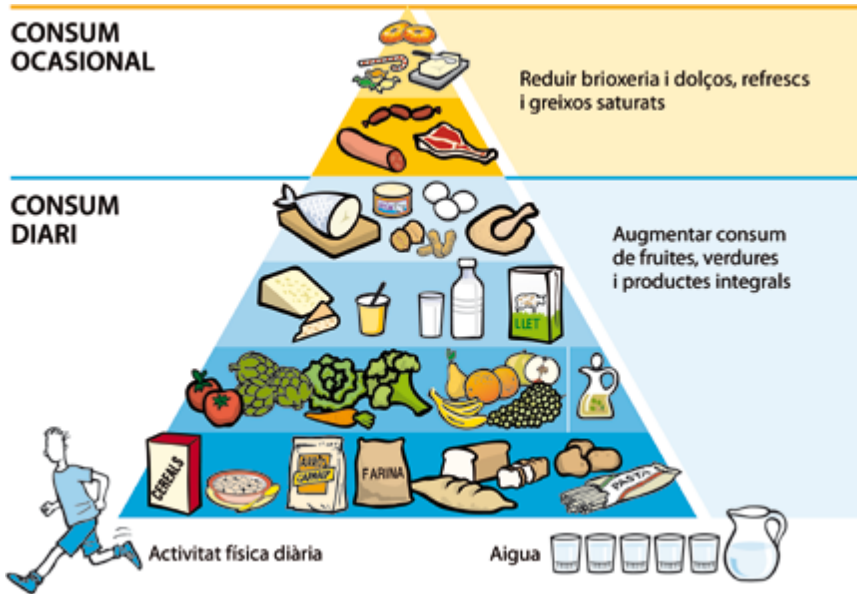 CONSUM
OCASIONAL
Reduir brioxeria i dolços, refrescs
i greixos saturats
CONSUM
DIARI
Augmentar consum
de fruites, verdures
i productes integrals
LLET
CEREALS
ARRÒS
FARINA
PASTA
Activitat física diària
Aigua